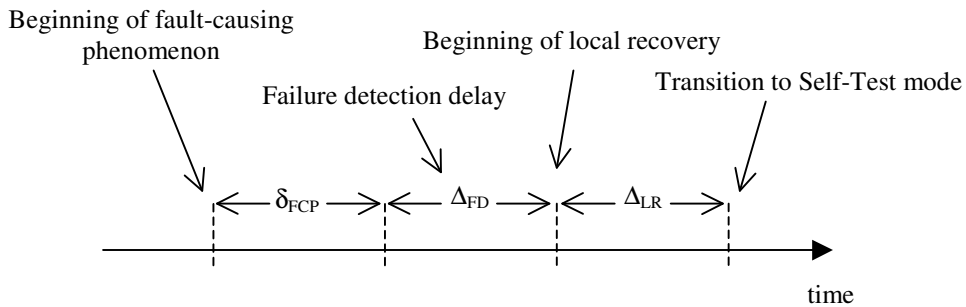 Beginning of fault-causing
phenomenon
Beginning of local recovery
Transition to Self-Test mode
Failure detection delay
δFCP
ΔFD
ΔLR
time